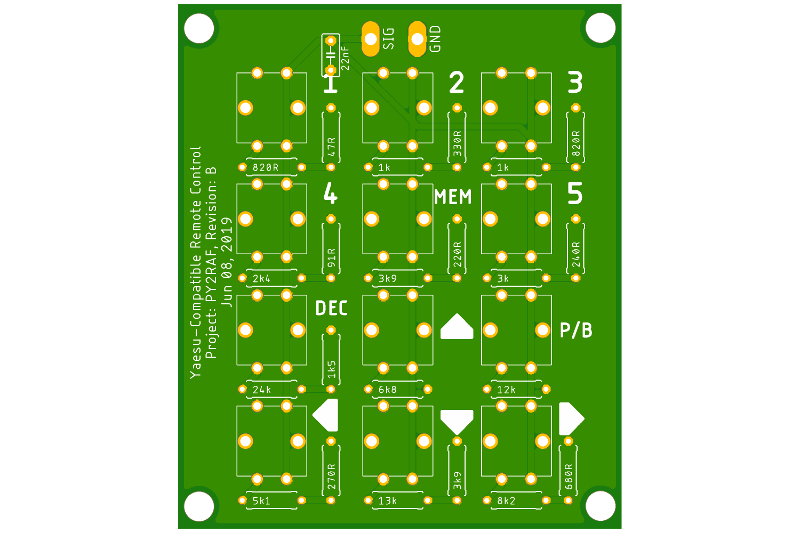 SIG
GND
22nF
1
2
3
47R
330R
820R
820R
1k
1k
Yaesu-Compatible Remote Control
Project: PY2RAF, Revision: B
Jun 08, 2019
4
MEM
5
91R
220R
240R
2k4
3k9
3k
DEC
P/B
1k5
24k
6k8
12k
270R
3k9
680R
5k1
13k
8k2